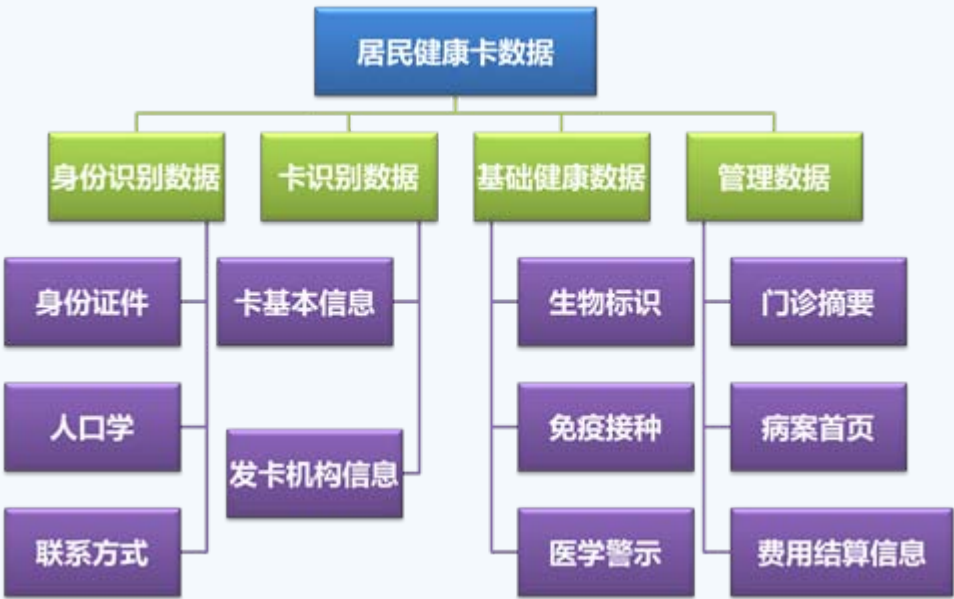 居民健康卡数据
身份识别数据
卡识别数据
基础健康数据
管理数据
身份证件
卡基本信息
生物标识
门诊摘要
人口学
发卡机构信息
免疫接种
病案首页
联系方式
医学警示
费用结算信息